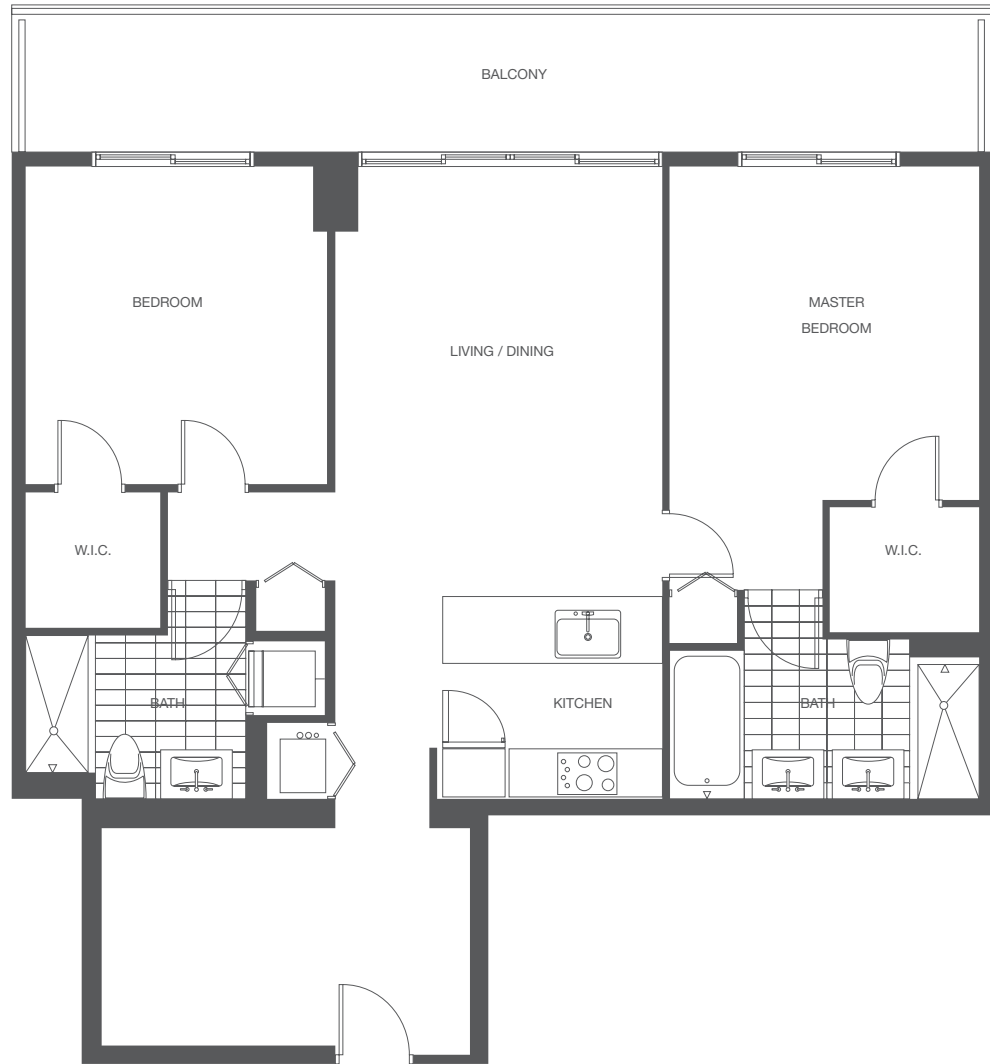 BALCONY
BEDROOM
MASTER
BEDROOM
LIVING / DINING
W.I.C.
W.I.C.
BATH
KITCHEN
BATH